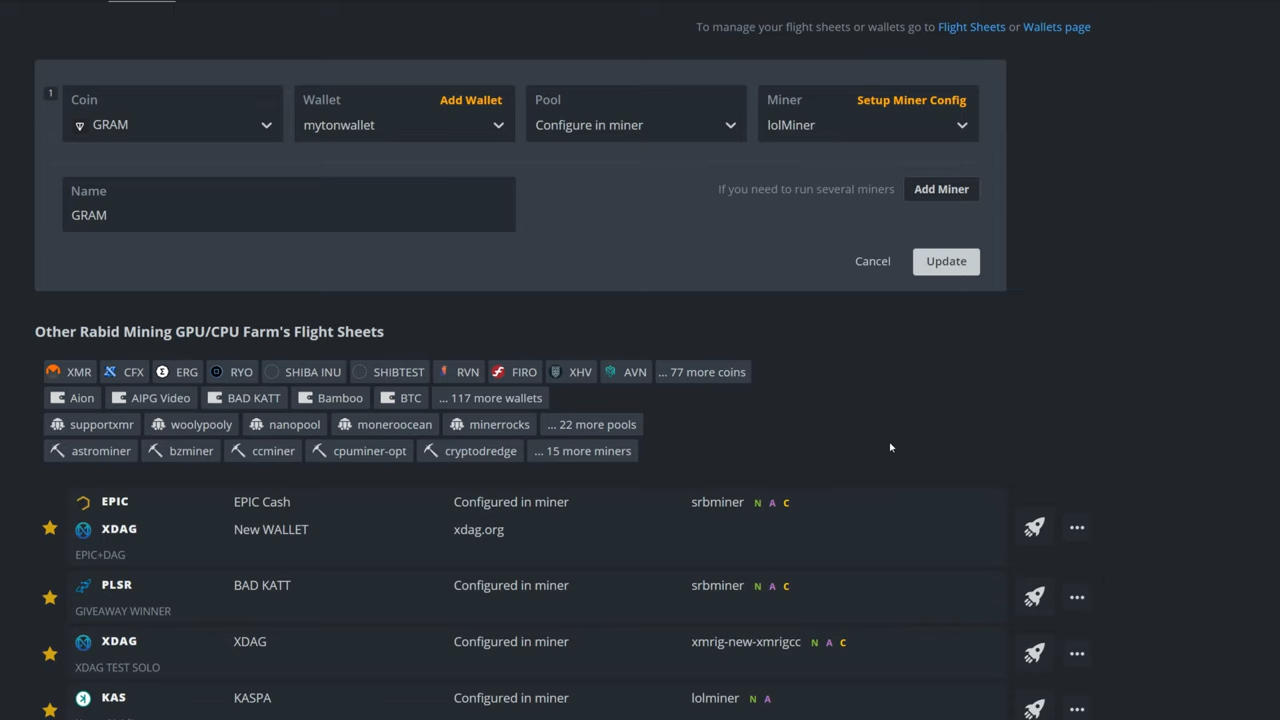 To manage your flight sheets or wallets go to Flight Sheets or Wallets page
1
Coin
GRAM
Wallet Add Wallet
mytonwallet
Pool
Configure in miner
Miner Setup Miner Config
lolMiner
Name
GRAM
If you need to run several miners Add Miner
Cancel Update
Other Rabid Mining GPU/CPU Farm's Flight Sheets
XMR CFX ERG RYO SHIBA INU SHIBTEST RVN FIRO XHV AVN ... 77 more coins
Aion AIPG Video BAD KATT Bamboo BTC ... 117 more wallets
supportxmr woolypooly nanopool moneroocean minerrocks ... 22 more pools
astrominer bzminer ccminer cpuminer-opt cryptodredge ... 15 more miners
EPIC EPIC Cash Configured in miner srbminer N A C
XDAG New WALLET xdag.org
EPIC+DAG
PLSR BAD KATT Configured in miner srbminer N A C
GIVEAWAY WINNER
XDAG XDAG Configured in miner xmrig-new-xmrigcc N A C
XDAG TEST SOLO
KAS KASPA Configured in miner lolminer N A